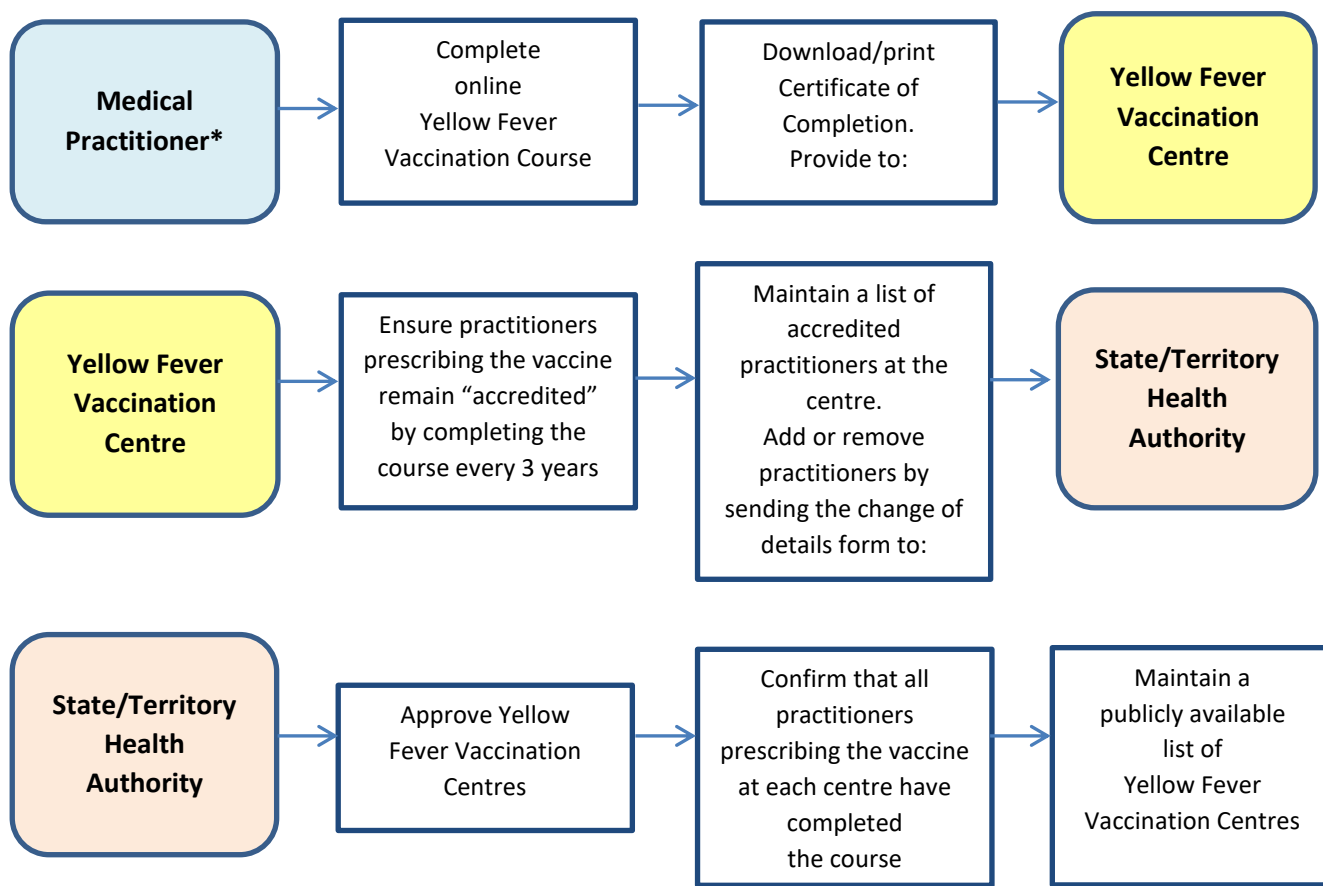 Medical
Practitioner*
Complete
online
Yellow Fever
Vaccination Course
Download/print
Certificate of
Completion.
Provide to:
Yellow Fever
Vaccination
Centre
Yellow Fever
Vaccination
Centre
Ensure practitioners
prescribing the vaccine
remain “accredited”
by completing the
course every 3 years
Maintain a list of
accredited
practitioners at the
centre.
Add or remove
practitioners by
sending the change of
details form to:
State/Territory
Health
Authority
State/Territory
Health
Authority
Approve Yellow
Fever Vaccination
Centres
Confirm that all
practitioners
prescribing the vaccine
at each centre have
completed
the course
Maintain a
publicly available
list of
Yellow Fever
Vaccination Centres